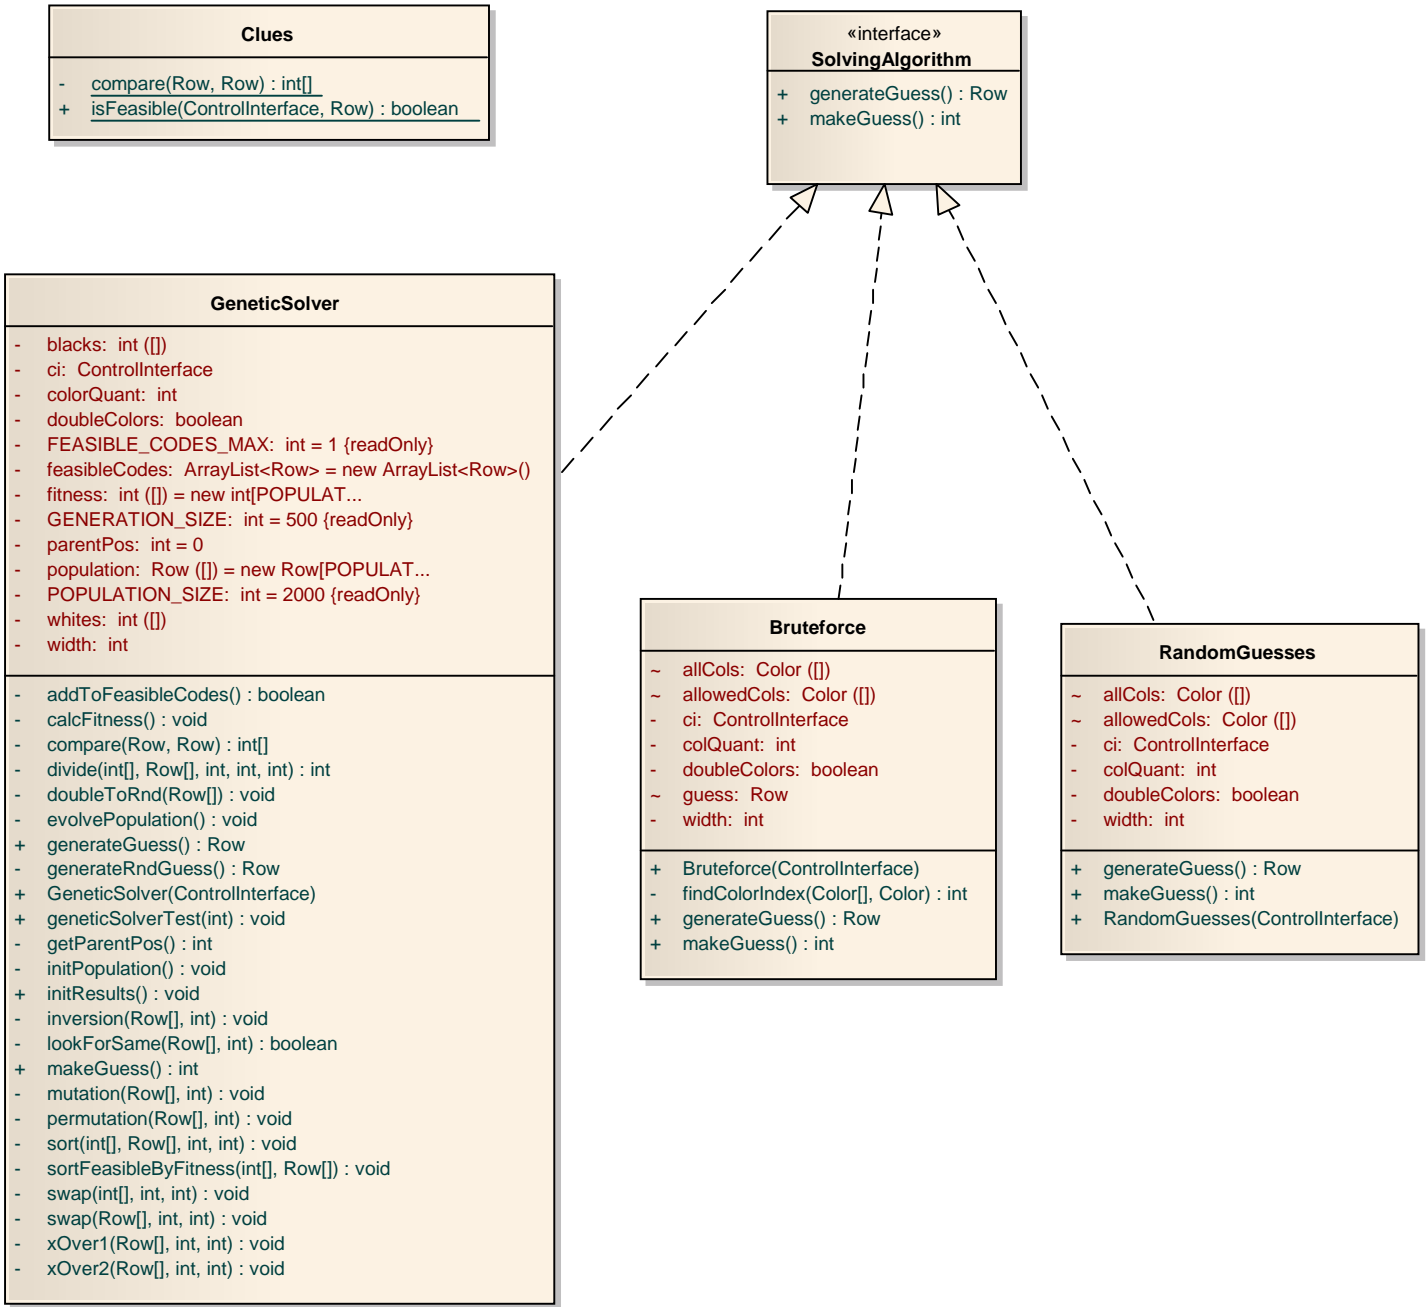 Clues
- compare(Row, Row) : int[]
+ isFeasible(ControlInterface, Row) : boolean
«interface»
SolvingAlgorithm
+ generateGuess() : Row
+ makeGuess() : int
GeneticSolver
- blacks: int ([])
- ci: ControlInterface
- colorQuant: int
- doubleColors: boolean
- FEASIBLE_CODES_MAX: int = 1 {readOnly}
- feasibleCodes: ArrayList<Row> = new ArrayList<Row>()
- fitness: int ([]) = new int[POPULAT...
- GENERATION_SIZE: int = 500 {readOnly}
- parentPos: int = 0
- population: Row ([]) = new Row[POPULAT...
- POPULATION_SIZE: int = 2000 {readOnly}
- whites: int ([])
- width: int
- addToFeasibleCodes() : boolean
- calcFitness() : void
- compare(Row, Row) : int[]
- divide(int[], Row[], int, int, int) : int
- doubleToRnd(Row[]) : void
- evolvePopulation() : void
+ generateGuess() : Row
- generateRndGuess() : Row
+ GeneticSolver(ControlInterface)
+ geneticSolverTest(int) : void
- getParentPos() : int
- initPopulation() : void
+ initResults() : void
- inversion(Row[], int) : void
- lookForSame(Row[], int) : boolean
+ makeGuess() : int
- mutation(Row[], int) : void
- permutation(Row[], int) : void
- sort(int[], Row[], int, int) : void
- sortFeasibleByFitness(int[], Row[]) : void
- swap(int[], int, int) : void
- swap(Row[], int, int) : void
- xOver1(Row[], int, int) : void
- xOver2(Row[], int, int) : void
Bruteforce
~ allCols: Color ([])
~ allowedCols: Color ([])
- ci: ControlInterface
- colQuant: int
- doubleColors: boolean
~ guess: Row
- width: int
+ Bruteforce(ControlInterface)
- findColorIndex(Color[], Color) : int
+ generateGuess() : Row
+ makeGuess() : int
RandomGuesses
~ allCols: Color ([])
~ allowedCols: Color ([])
- ci: ControlInterface
- colQuant: int
- doubleColors: boolean
- width: int
+ generateGuess() : Row
+ makeGuess() : int
+ RandomGuesses(ControlInterface)